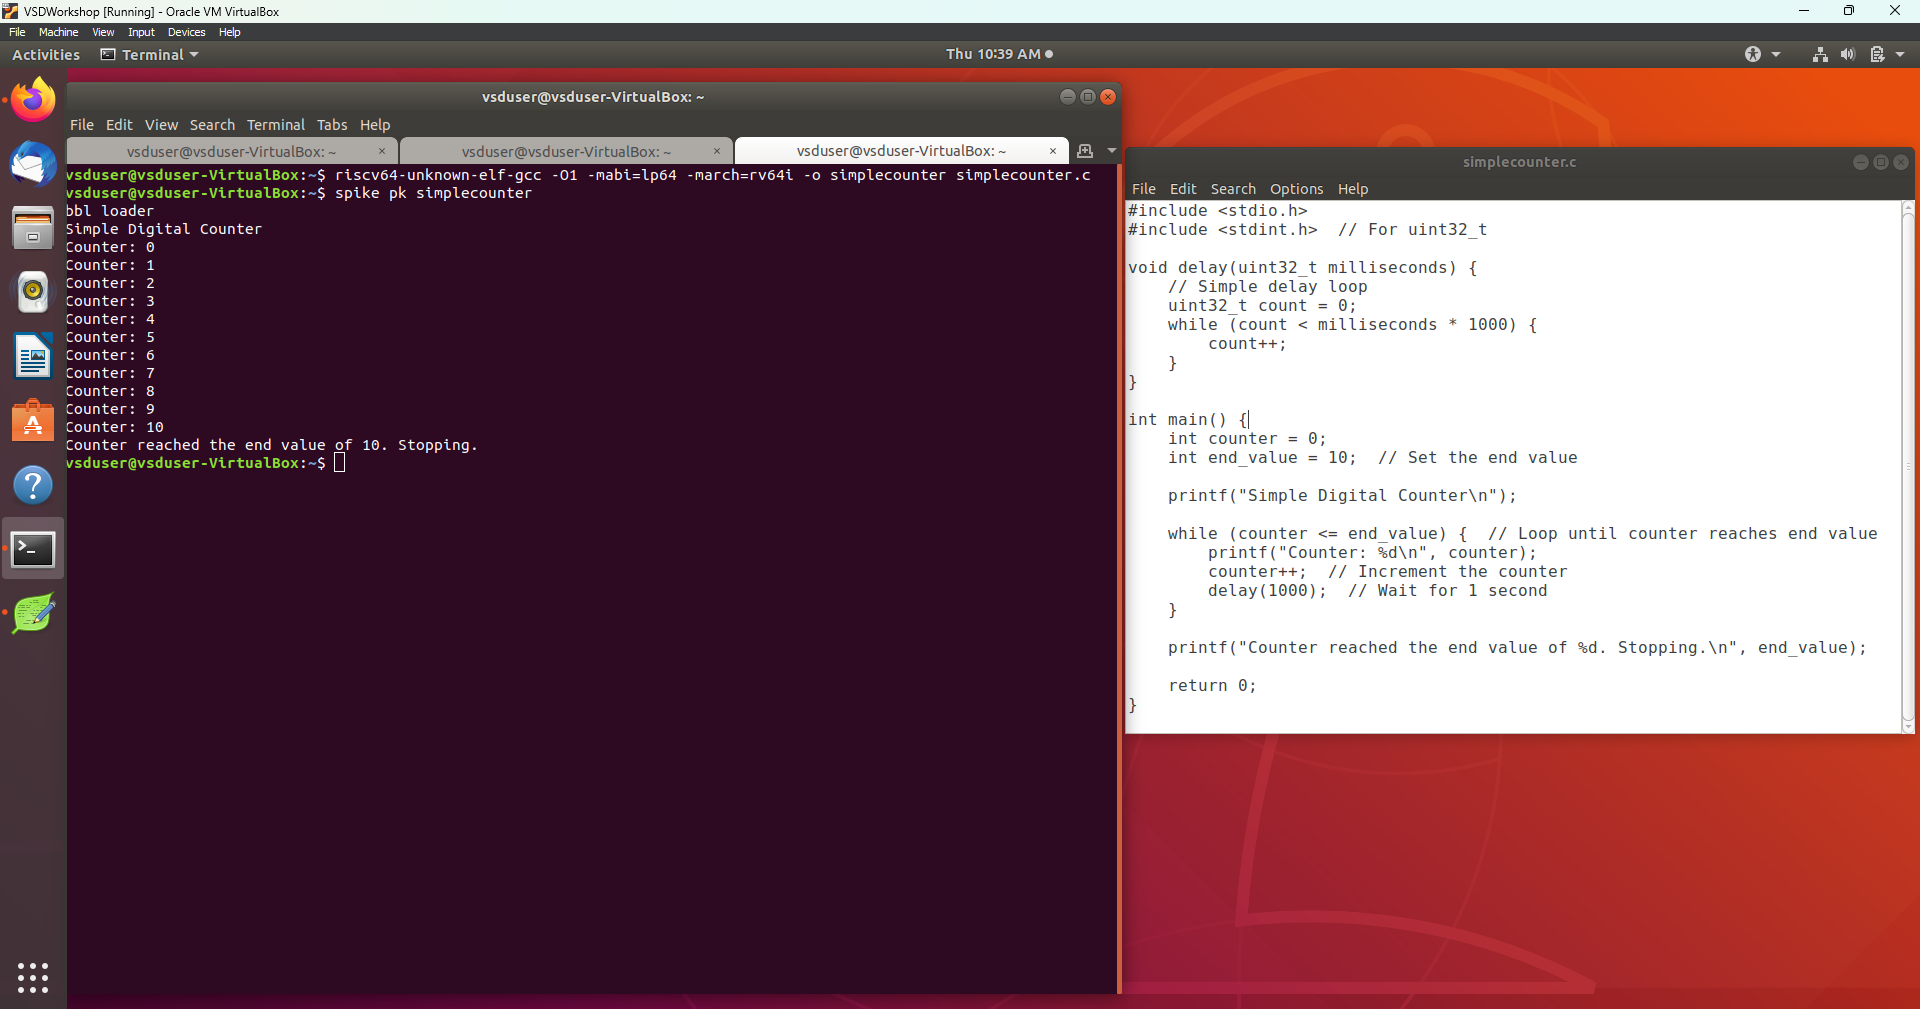 VSDWorkshop [Running] - Oracle VM VirtualBox
File Machine View Input Devices Help
Activities Terminal Thu 10:39 AM
vsduser@vsduser-VirtualBox: ~
File Edit View Search Terminal Tabs Help
vsduser@vsduser-VirtualBox: ~ × vsduser@vsduser-VirtualBox: ~ × vsduser@vsduser-VirtualBox: ~ ×
vsduser@vsduser-VirtualBox:~$ riscv64-unknown-elf-gcc -O1 -mabi=lp64 -march=rv64i -o simplecounter simplecounter.c
vsduser@vsduser-VirtualBox:~$ spike pk simplecounter
bbl loader
Simple Digital Counter
Counter: 0
Counter: 1
Counter: 2
Counter: 3
Counter: 4
Counter: 5
Counter: 6
Counter: 7
Counter: 8
Counter: 9
Counter: 10
Counter reached the end value of 10. Stopping.
vsduser@vsduser-VirtualBox:~$
simplecounter.c
File Edit Search Options Help
#include <stdio.h>
#include <stdint.h>  // For uint32_t
void delay(uint32_t milliseconds) {
    // Simple delay loop
    uint32_t count = 0;
    while (count < milliseconds * 1000) {
        count++;
    }
}
int main() {
    int counter = 0;
    int end_value = 10;  // Set the end value
    printf("Simple Digital Counter\n");
    while (counter <= end_value) {  // Loop until counter reaches end value
        printf("Counter: %d\n", counter);
        counter++;  // Increment the counter
        delay(1000);  // Wait for 1 second
    }
    printf("Counter reached the end value of %d. Stopping.\n", end_value);
    return 0;
}